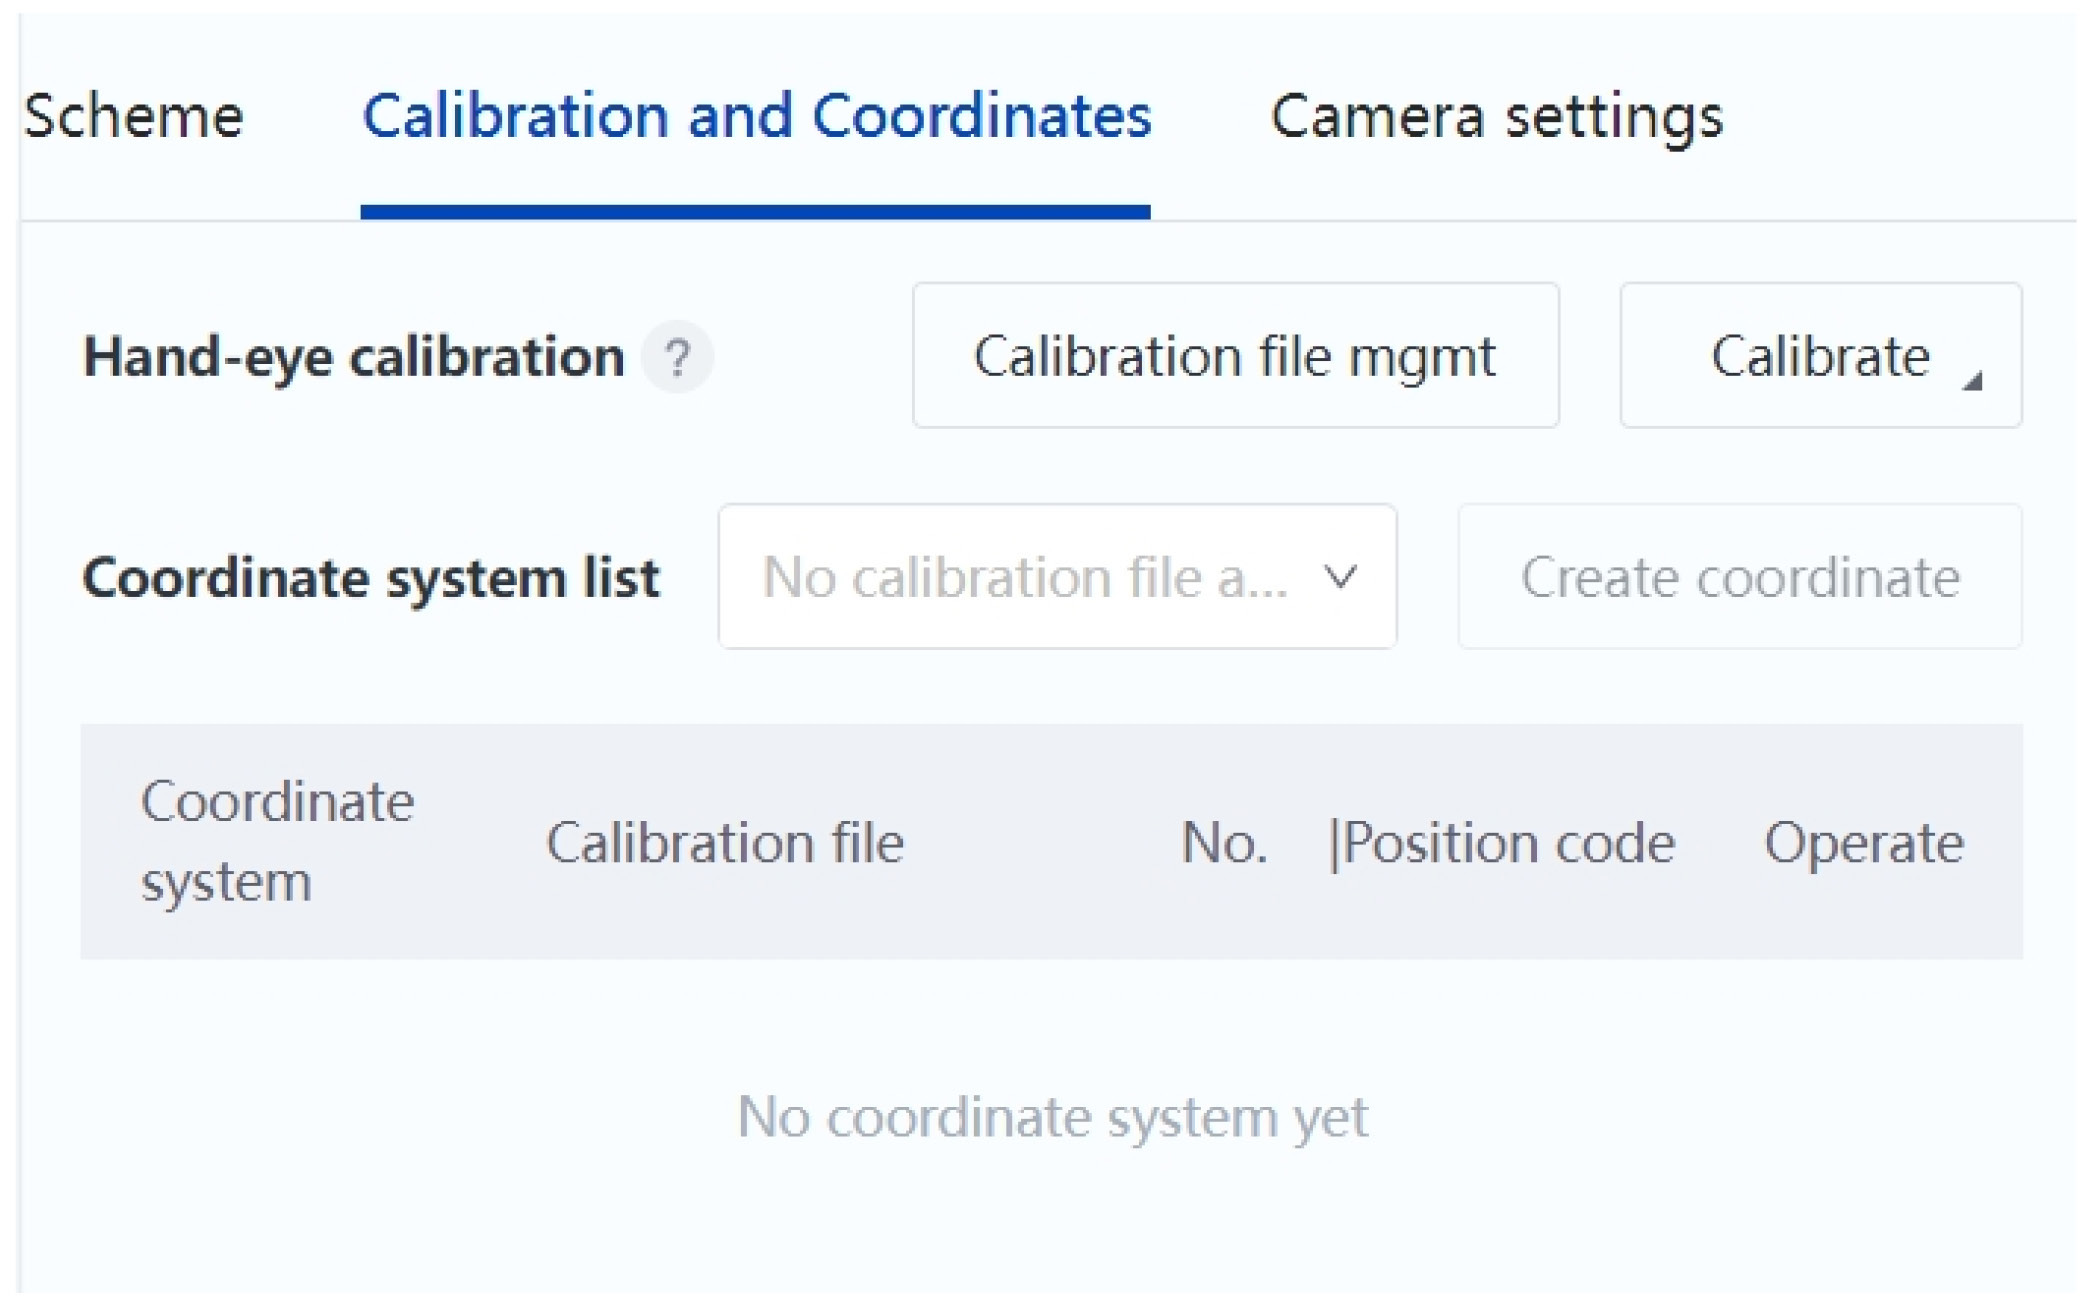 Scheme Calibration and Coordinates Camera settings
Hand-eye calibration ? Calibration file mgmt Calibrate
Coordinate system list No calibration file a... Create coordinate
Coordinate system Calibration file No. |Position code Operate
No coordinate system yet